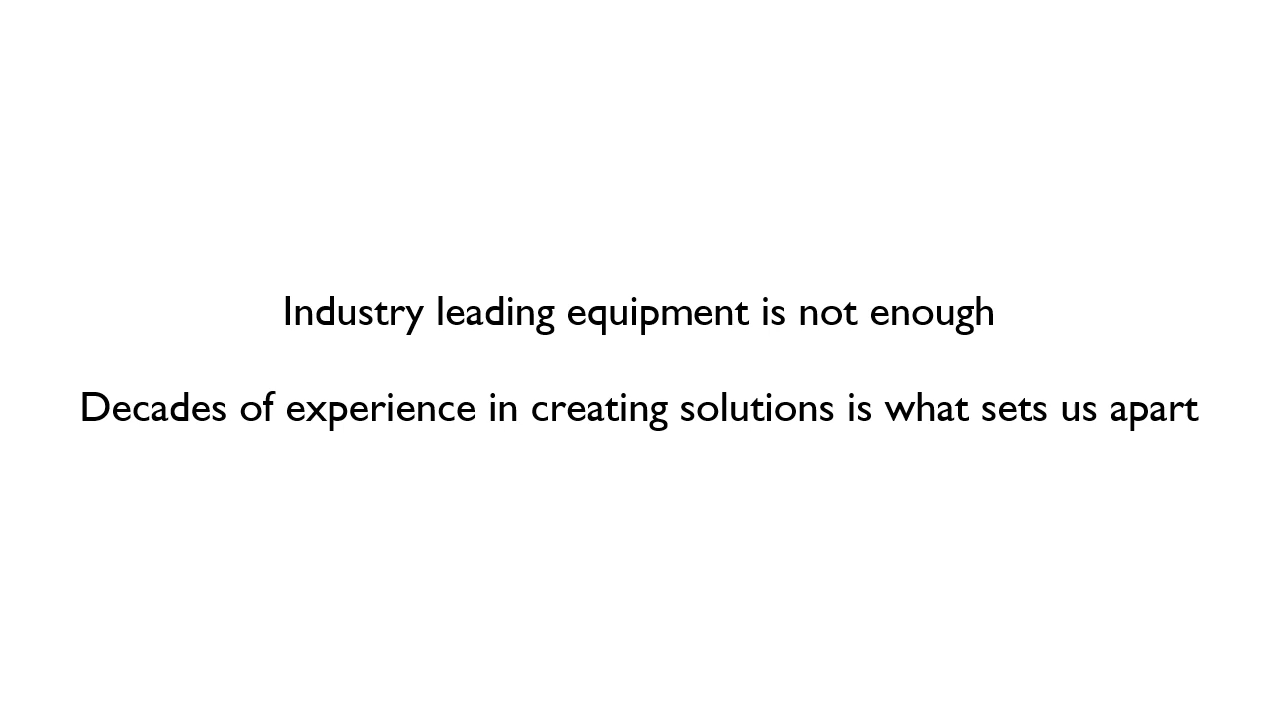 Industry leading equipment is not enough
Decades of experience in creating solutions is what sets us apart